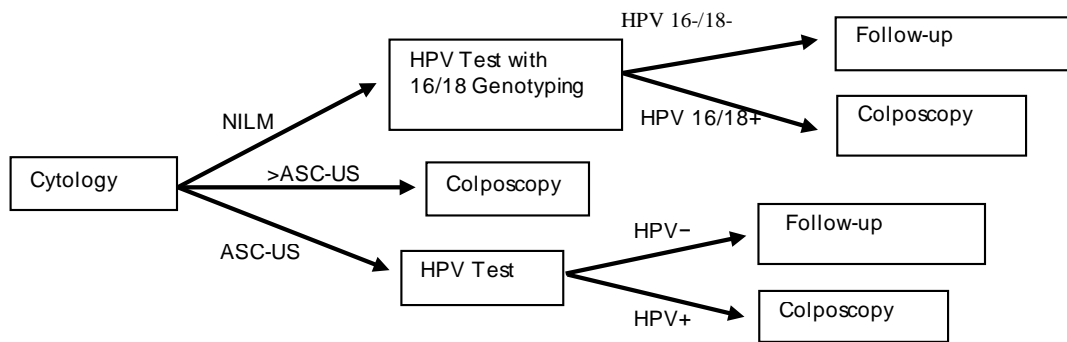 HPV 16-/18-
Follow-up
HPV Test with
16/18 Genotyping
NILM
HPV 16/18+
Colposcopy
Cytology
>ASC-US
Colposcopy
ASC-US
HPV Test
HPV−
Follow-up
HPV+
Colposcopy